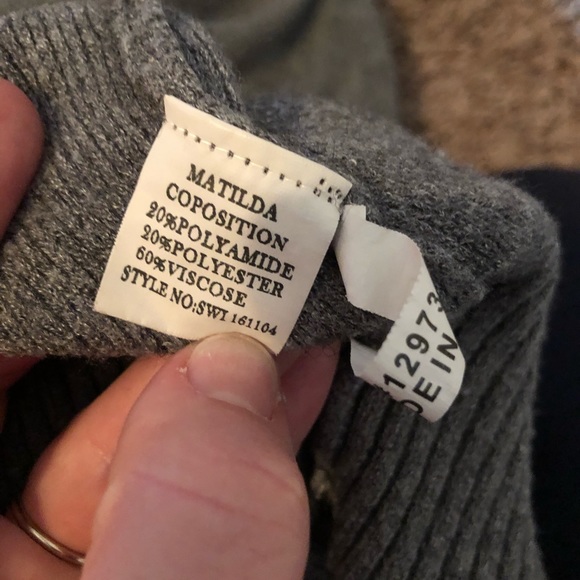 MATILDA
COPOSITION
20%POLYAMIDE
20%POLYESTER
60%VISCOSE
STYLE NO:SWI 161104
12973
DE IN